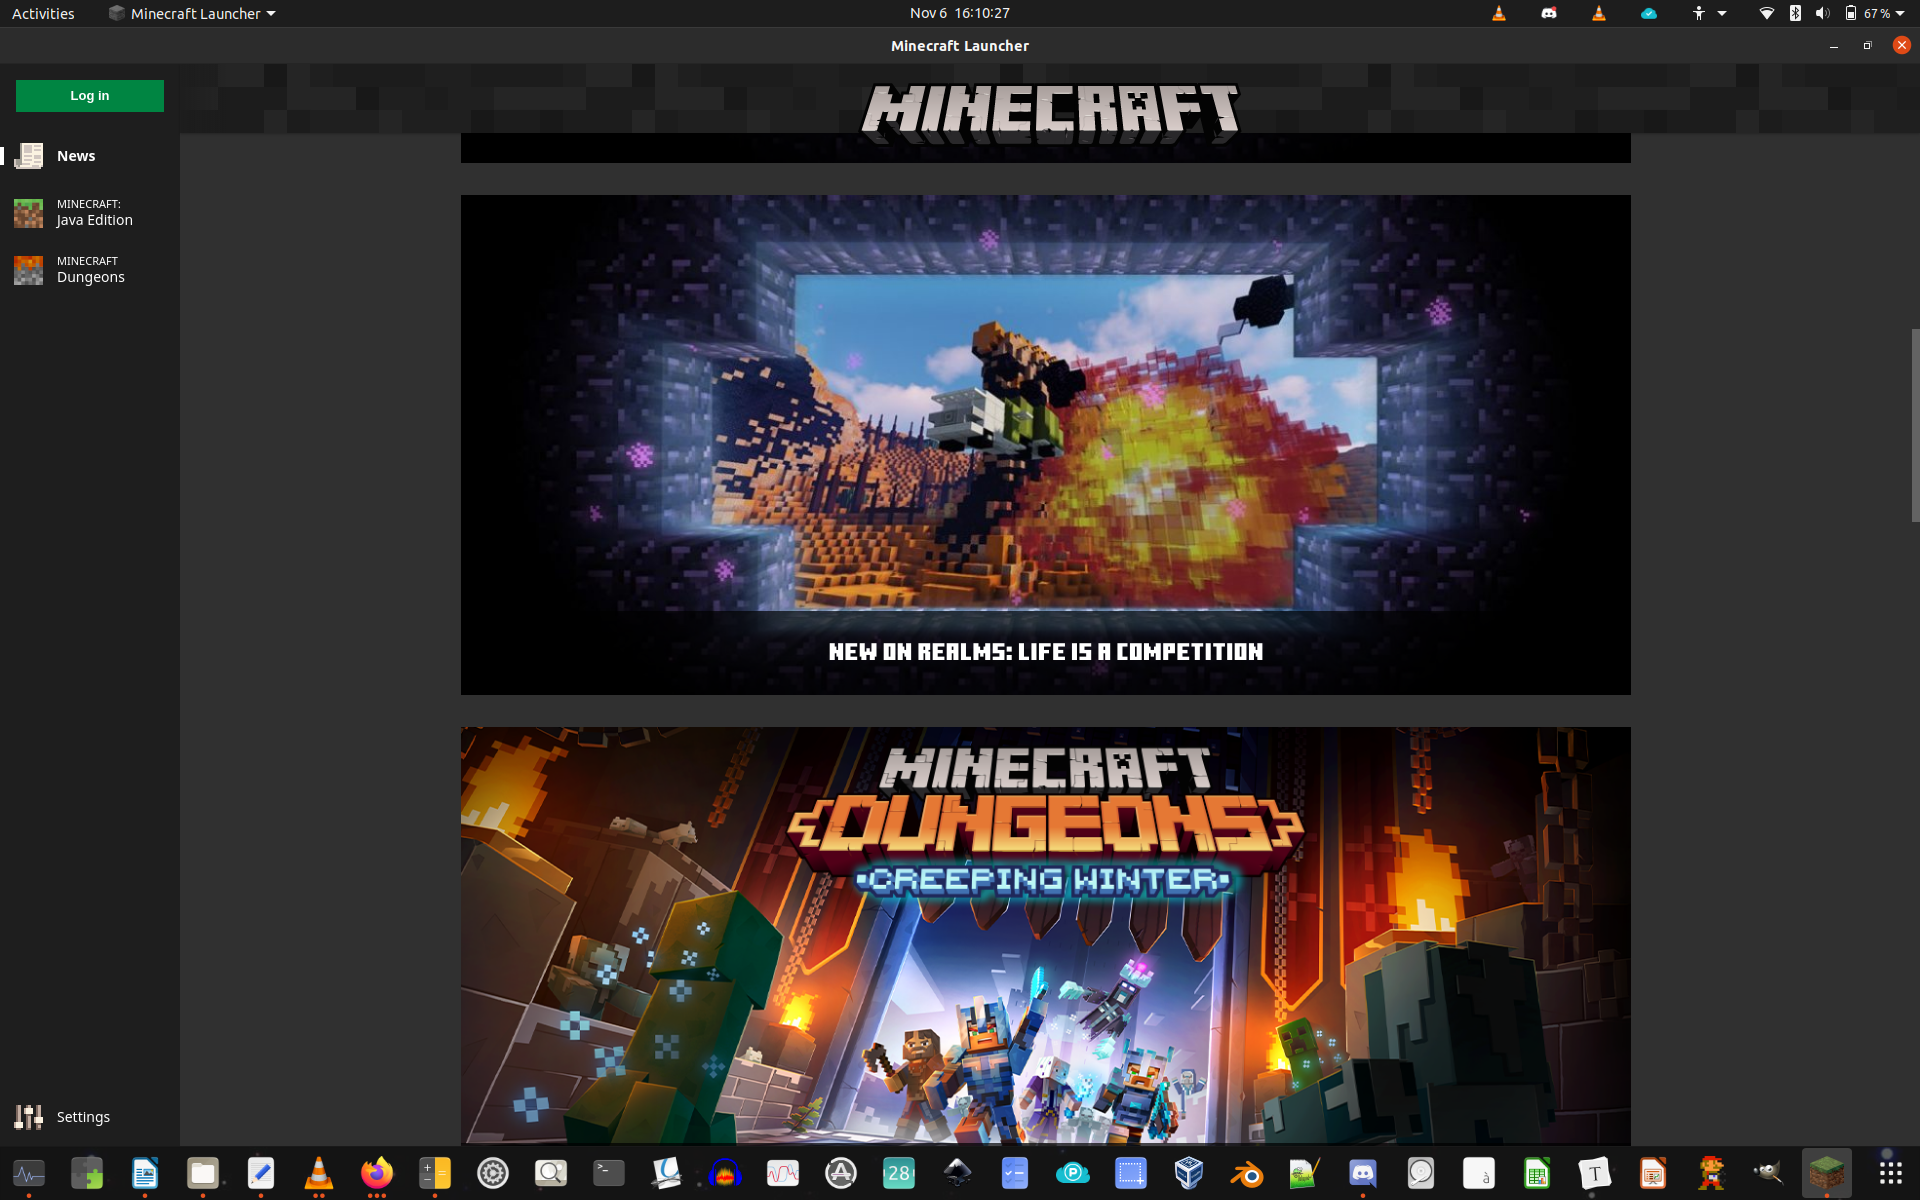 Activities
Minecraft Launcher
Nov 6 16:10:27
67 %
Minecraft Launcher
Log in
MINECRAFT
News
MINECRAFT:
Java Edition
MINECRAFT
Dungeons
NEW ON REALMS: LIFE IS A COMPETITION
MINECRAFT
DUNGEONS
CREEPING WINTER
Settings
28